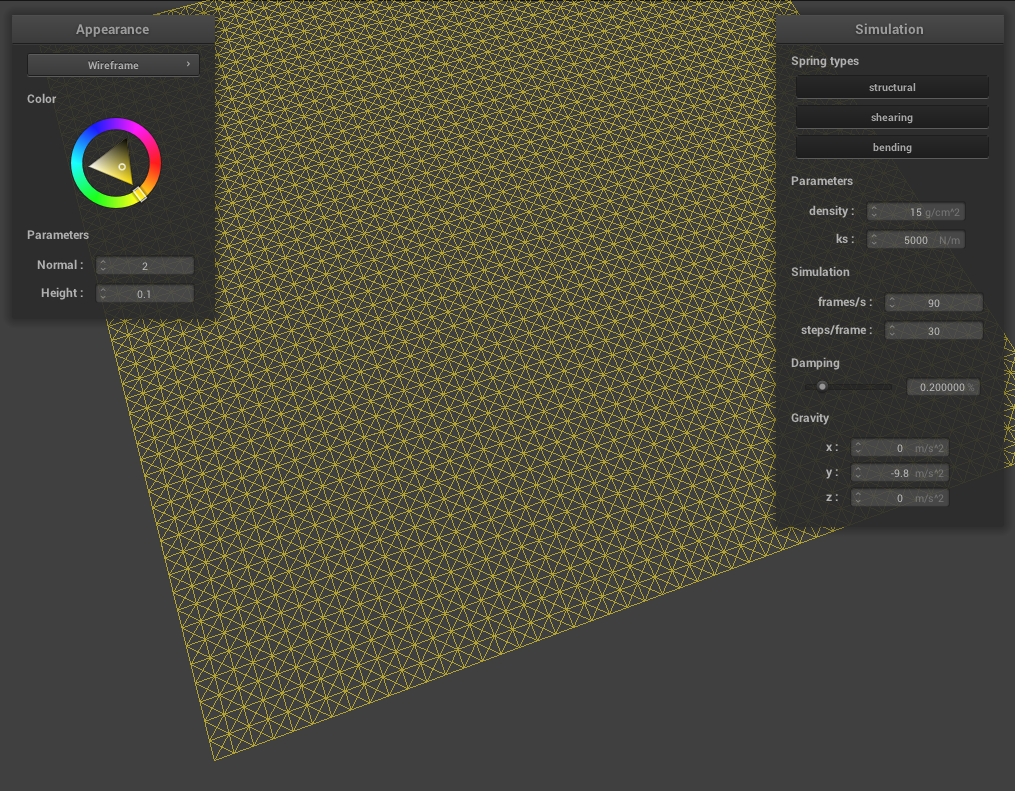 Appearance
Wireframe ›
Color
Parameters
Normal : 2
Height : 0.1
Simulation
Spring types
structural
shearing
bending
Parameters
density : 15 g/cm^2
ks : 5000 N/m
Simulation
frames/s : 90
steps/frame : 30
Damping
0.200000 %
Gravity
x : 0 m/s^2
y : -9.8 m/s^2
z : 0 m/s^2